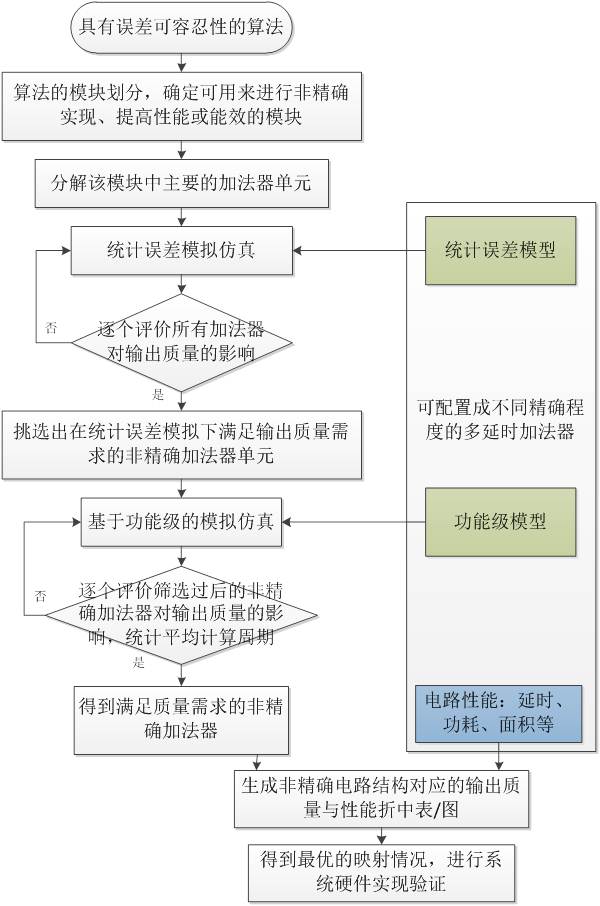 具有误差可容忍性的算法
算法的模块划分，确定可用来进行非精确
实现、提高性能或能效的模块
分解该模块中主要的加法器单元
统计误差模拟仿真
统计误差模型
否
逐个评价所有加法器
对输出质量的影响
是
可配置成不同精确程
度的多延时加法器
挑选出在统计误差模拟下满足输出质量需
求的非精确加法器单元
基于功能级的模拟仿真
功能级模型
否
逐个评价筛选过后的非精
确加法器对输出质量的影
响，统计平均计算周期
是
得到满足质量需求的非精
确加法器
电路性能：延时、
功耗、面积等
生成非精确电路结构对应的输出质
量与性能折中表/图
得到最优的映射情况，进行系
统硬件实现验证